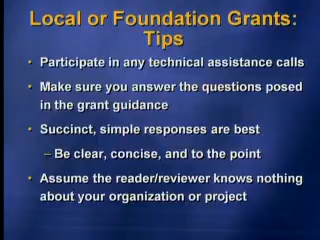 Local or Foundation Grants:
Tips
• Participate in any technical assistance calls
• Make sure you answer the questions posed
in the grant guidance
• Succinct, simple responses are best
– Be clear, concise, and to the point
• Assume the reader/reviewer knows nothing
about your organization or project